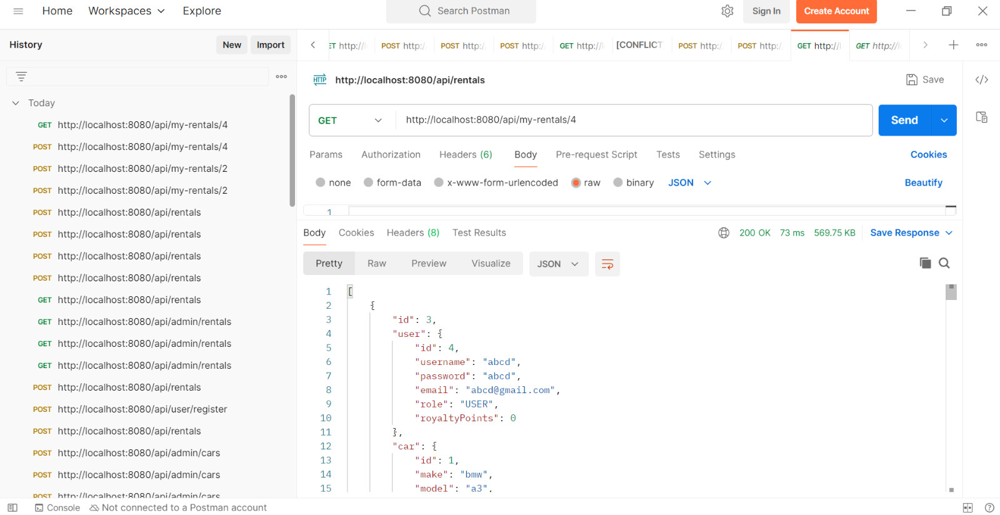 Home Workspaces Explore Search Postman Sign In Create Account
History New Import
ET http:// POST http:/ POST http:/ POST http:/ GET http:// [CONFLICT POST http:/ POST http:/ GET http:// GET http://
http://localhost:8080/api/rentals Save
Today
GET http://localhost:8080/api/my-rentals/4
POST http://localhost:8080/api/my-rentals/4
POST http://localhost:8080/api/my-rentals/2
POST http://localhost:8080/api/my-rentals/2
POST http://localhost:8080/api/rentals
POST http://localhost:8080/api/rentals
POST http://localhost:8080/api/rentals
POST http://localhost:8080/api/rentals
GET http://localhost:8080/api/rentals
GET http://localhost:8080/api/admin/rentals
GET http://localhost:8080/api/admin/rentals
GET http://localhost:8080/api/admin/rentals
POST http://localhost:8080/api/rentals
POST http://localhost:8080/api/user/register
POST http://localhost:8080/api/rentals
POST http://localhost:8080/api/admin/cars
POST http://localhost:8080/api/admin/cars
POST http://localhost:8080/api/admin/cars
HTTP
GET http://localhost:8080/api/my-rentals/4 Send
Params Authorization Headers (6) Body Pre-request Script Tests Settings Cookies
none form-data x-www-form-urlencoded raw binary JSON Beautify
1
Body Cookies Headers (8) Test Results 200 OK 73 ms 569.75 KB Save Response
Pretty Raw Preview Visualize JSON
1 [
2 {
3 "id": 3,
4 "user": {
5 "id": 4,
6 "username": "abcd",
7 "password": "abcd",
8 "email": "abcd@gmail.com",
9 "role": "USER",
10 "royaltyPoints": 0
11 },
12 "car": {
13 "id": 1,
14 "make": "bmw",
15 "model": "a3",
Console Not connected to a Postman account